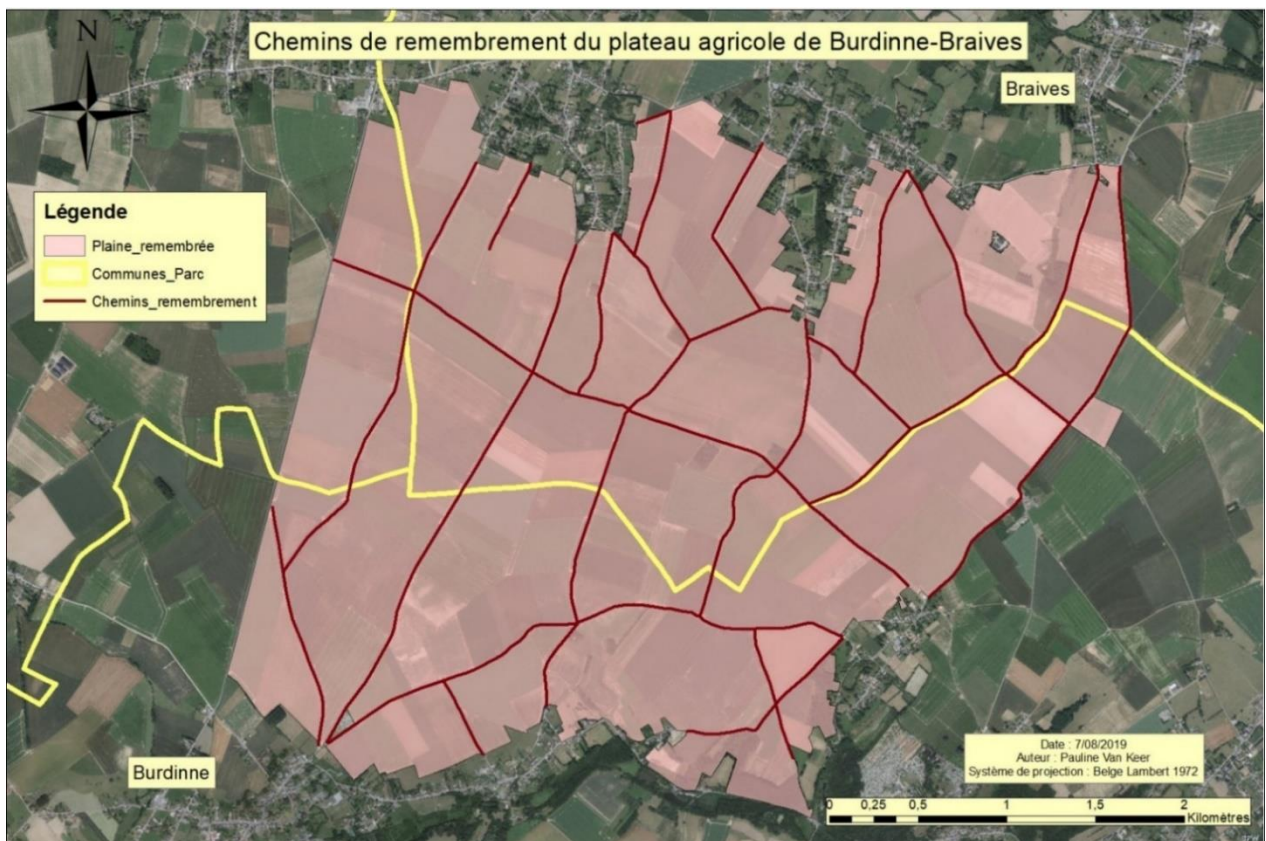 N
Chemins de remembrement du plateau agricole de Burdinne-Braives
Braives
Légende
Plaine_remembrée
Communes_Parc
Chemins_remembrement
Burdinne
Date : 7/08/2019
Auteur : Pauline Van Keer
Système de projection : Belge Lambert 1972
0 0,25 0,5 1 1,5 2
Kilomètres